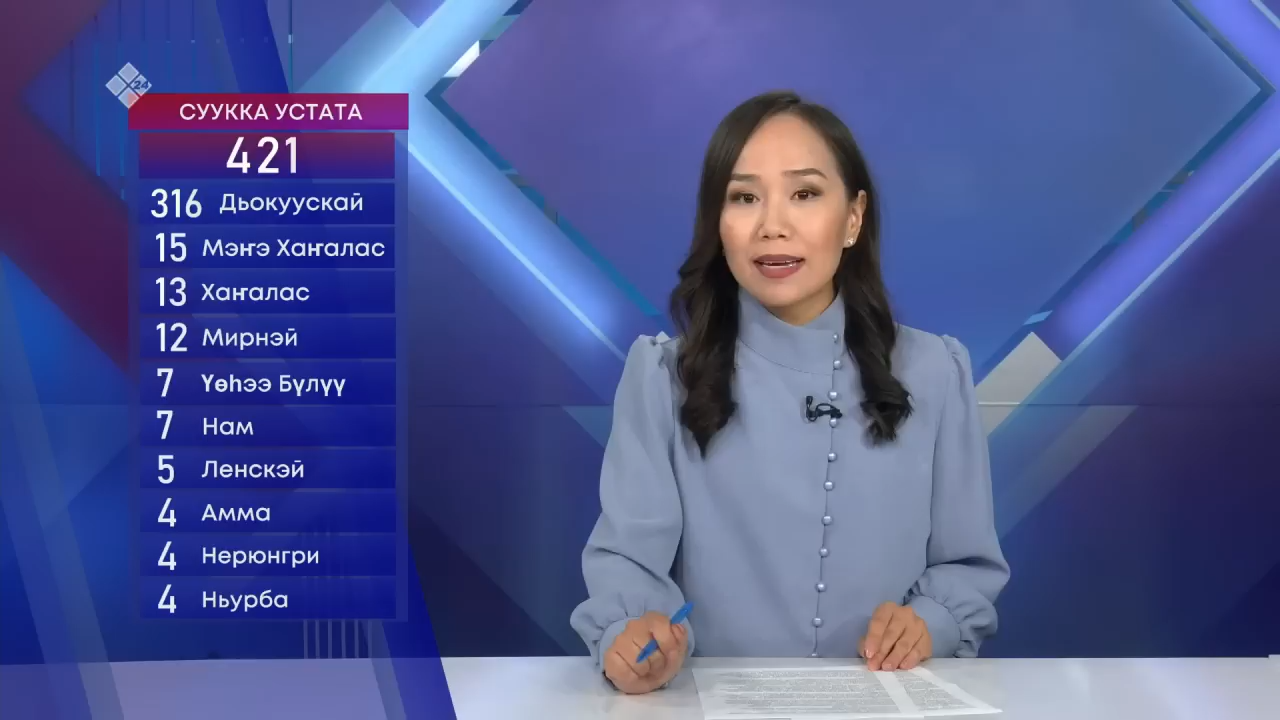 24
СУУККА УСТАТА
421
316 Дьокуускай
15 Мэҥэ Хаҥалас
13 Хаҥалас
12 Мирнэй
7 Үөһээ Бүлүү
7 Нам
5 Ленскэй
4 Амма
4 Нерюнгри
4 Ньурба